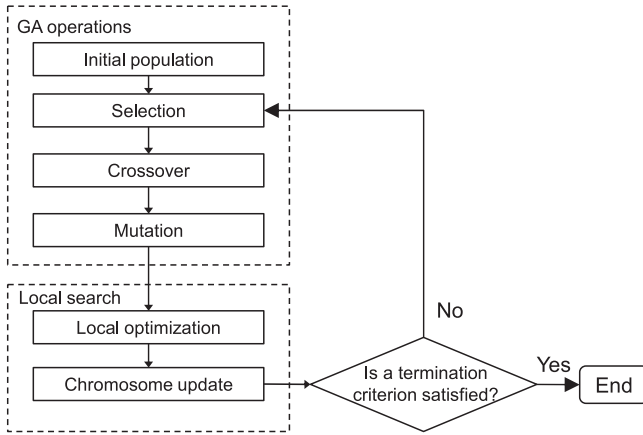 GA operations
Initial population
Selection
Crossover
Mutation
Local search
Local optimization
Chromosome update
Is a termination
criterion satisfied?
No
Yes
End